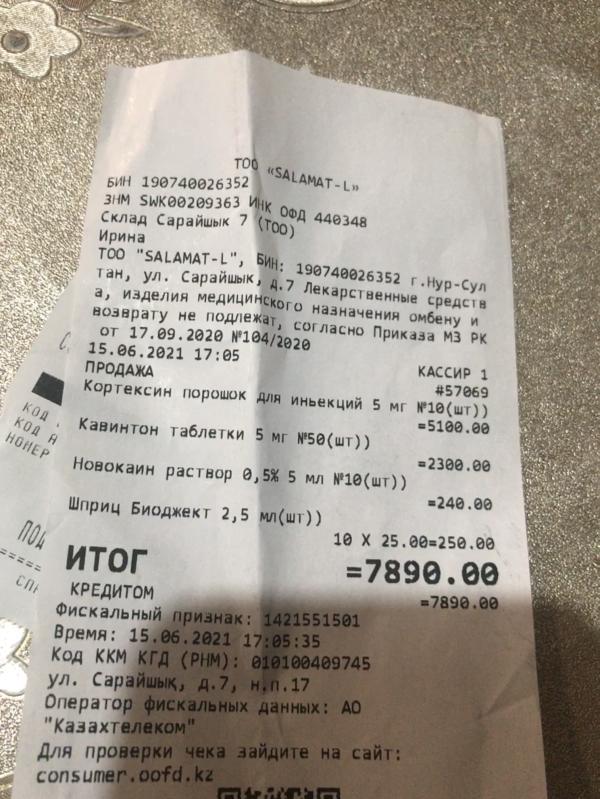 ТОО «SALAMAT-L»
БИН 190740026352
ЗНМ SWK00209363 ИНК ОФД 440348
Склад Сарайшык 7 (ТОО)
Ирина
ТОО "SALAMAT-L", БИН: 190740026352 г.Нур-Сул
тан, ул. Сарайшык, д.7 Лекарственные средств
а, изделия медицинского назначения омбену и
возврату не подлежат, согласно Приказа МЗ РК
от 17.09.2020 №104/2020
15.06.2021 17:05
КАССИР 1
ПРОДАЖА
#57069
Кортексин порошок для иньекций 5 мг №10(шт))
=5100.00
Кавинтон таблетки 5 мг №50(шт))
=2300.00
Новокаин раствор 0,5% 5 мл №10(шт))
=240.00
Шприц Биоджект 2,5 мл(шт))
10 X 25.00=250.00
ИТОГ =7890.00
КРЕДИТОМ =7890.00
Фискальный признак: 1421551501
Время: 15.06.2021 17:05:35
Код ККМ КГД (РНМ): 010100409745
ул. Сарайшық, д.7, н.п.17
Оператор фискальных данных: АО
"Казахтелеком"
Для проверки чека зайдите на сайт:
consumer.oofd.kz
КОД
КОД
НОМЕР